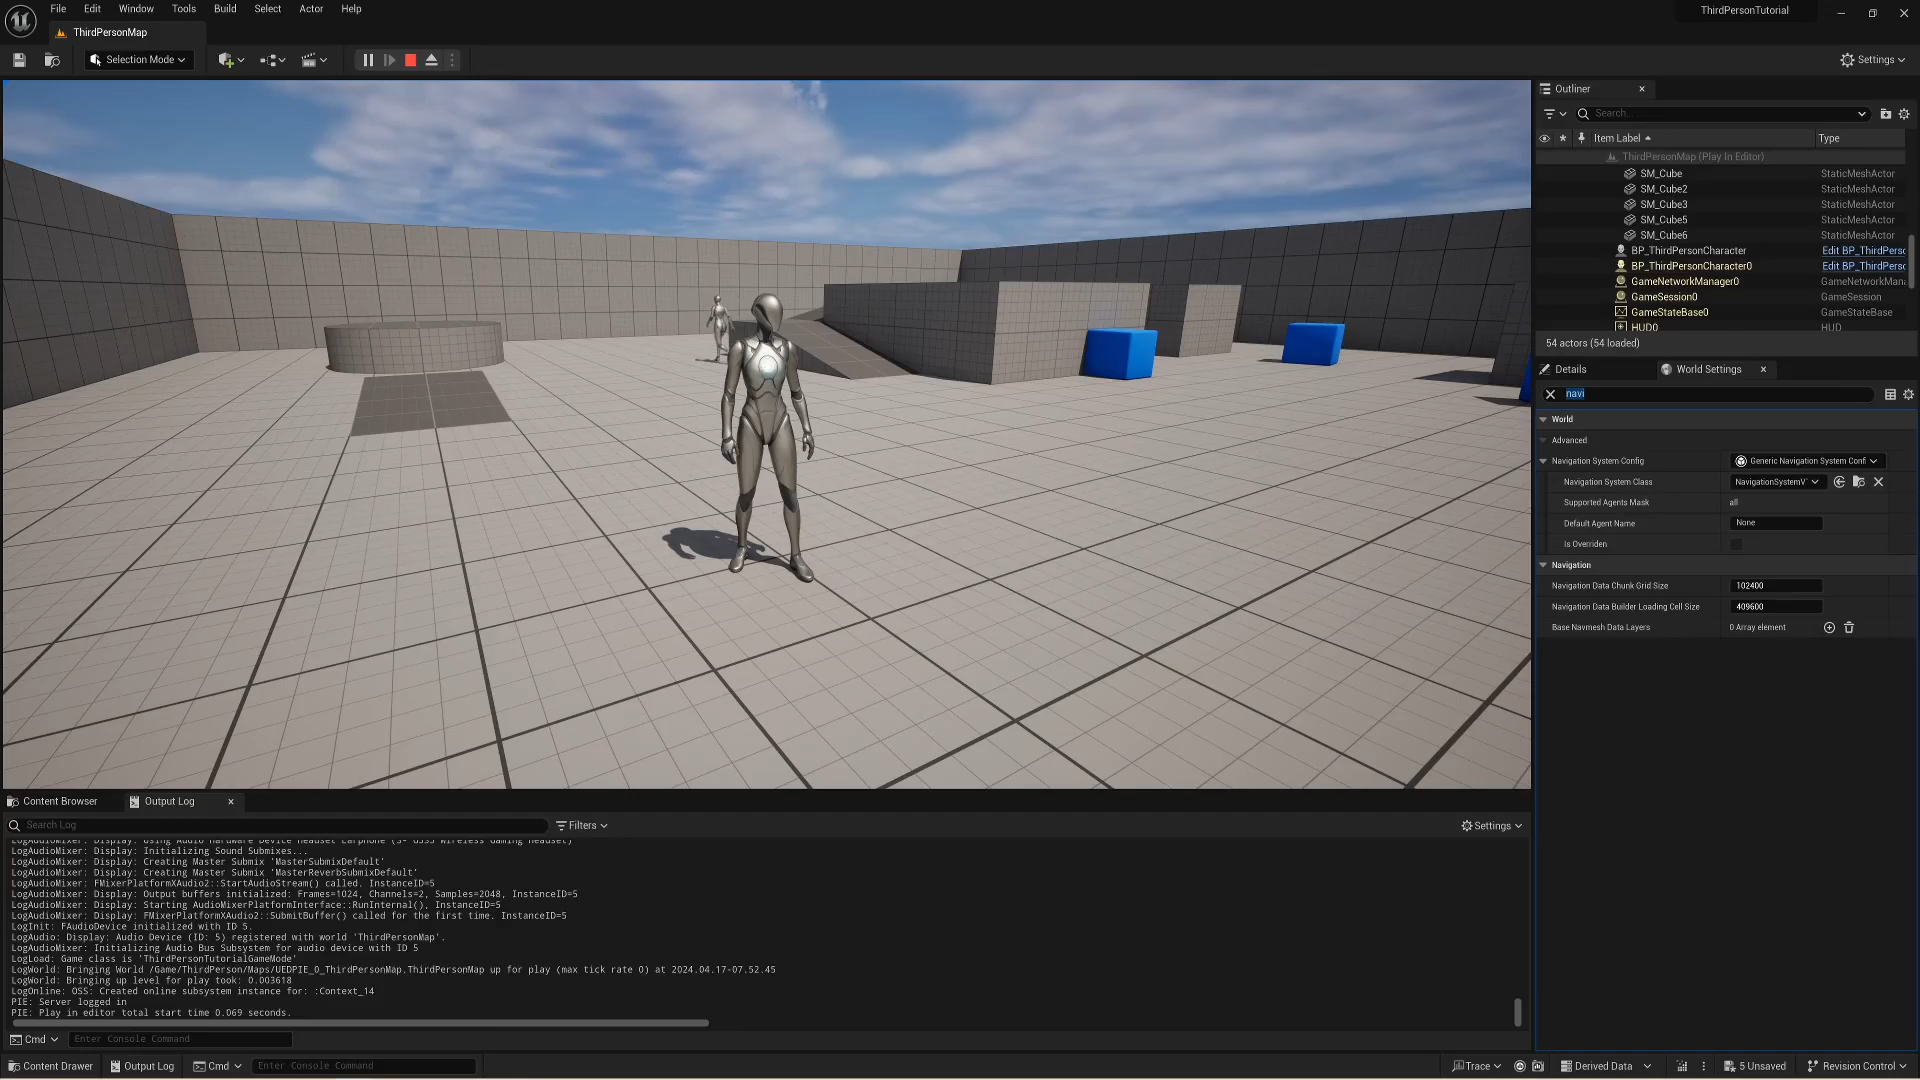 File Edit Window Tools Build Select Actor Help
ThirdPersonTutorial
ThirdPersonMap
Selection Mode
Settings
Outliner
Search...
Item Label Type
ThirdPersonMap (Play In Editor)
SM_Cube StaticMeshActor
SM_Cube2 StaticMeshActor
SM_Cube3 StaticMeshActor
SM_Cube5 StaticMeshActor
SM_Cube6 StaticMeshActor
BP_ThirdPersonCharacter Edit BP_ThirdPerso
BP_ThirdPersonCharacter0 Edit BP_ThirdPerso
GameNetworkManager0 GameNetworkMana
GameSession0 GameSession
GameStateBase0 GameStateBase
HUD0 HUD
54 actors (54 loaded)
Details World Settings
navi
World
Advanced
Navigation System Config Generic Navigation System Confi
Navigation System Class NavigationSystemV
Supported Agents Mask all
Default Agent Name None
Is Overriden
Navigation
Navigation Data Chunk Grid Size 102400
Navigation Data Builder Loading Cell Size 409600
Base Navmesh Data Layers 0 Array element
Content Browser Output Log
Search Log Filters Settings
LogAudioMixer: Display: Initializing Sound Submixes...
LogAudioMixer: Display: Creating Master Submix 'MasterSubmixDefault'
LogAudioMixer: Display: Creating Master Submix 'MasterReverbSubmixDefault'
LogAudioMixer: FMixerPlatformXAudio2::StartAudioStream() called. InstanceID=5
LogAudioMixer: Display: Output buffers initialized: Frames=1024, Channels=2, Samples=2048, InstanceID=5
LogAudioMixer: Display: Starting AudioMixerPlatformInterface::RunInternal(), InstanceID=5
LogAudioMixer: Display: FMixerPlatformXAudio2::SubmitBuffer() called for the first time. InstanceID=5
LogInit: FAudioDevice initialized with ID 5.
LogAudio: Display: Audio Device (ID: 5) registered with world 'ThirdPersonMap'.
LogAudioMixer: Initializing Audio Bus Subsystem for audio device with ID 5
LogLoad: Game class is 'ThirdPersonTutorialGameMode'
LogWorld: Bringing World /Game/ThirdPerson/Maps/UEDPIE_0_ThirdPersonMap.ThirdPersonMap up for play (max tick rate 0) at 2024.04.17-07.52.45
LogWorld: Bringing up level for play took: 0.003618
LogOnline: OSS: Created online subsystem instance for: :Context_14
PIE: Server logged in
PIE: Play in editor total start time 0.069 seconds.
Cmd Enter Console Command
Content Drawer Output Log Cmd Enter Console Command Trace Derived Data 5 Unsaved Revision Control